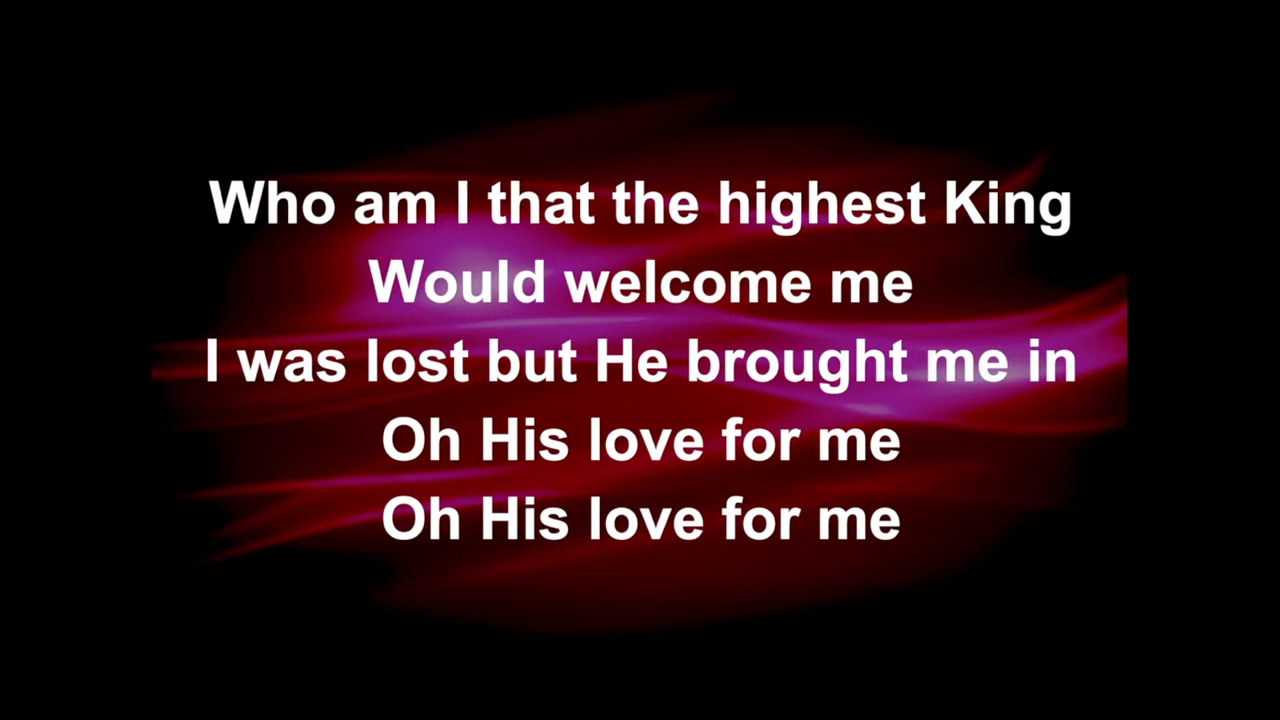 Who am I that the highest King
Would welcome me
I was lost but He brought me in
Oh His love for me
Oh His love for me